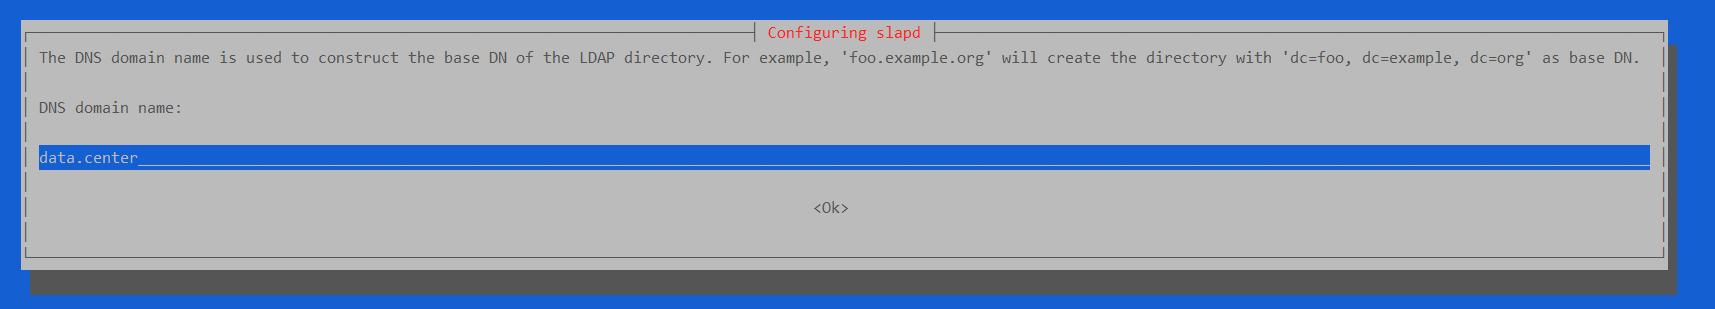 Configuring slapd
The DNS domain name is used to construct the base DN of the LDAP directory. For example, 'foo.example.org' will create the directory with 'dc=foo, dc=example, dc=org' as base DN.
DNS domain name:
data.center
<Ok>